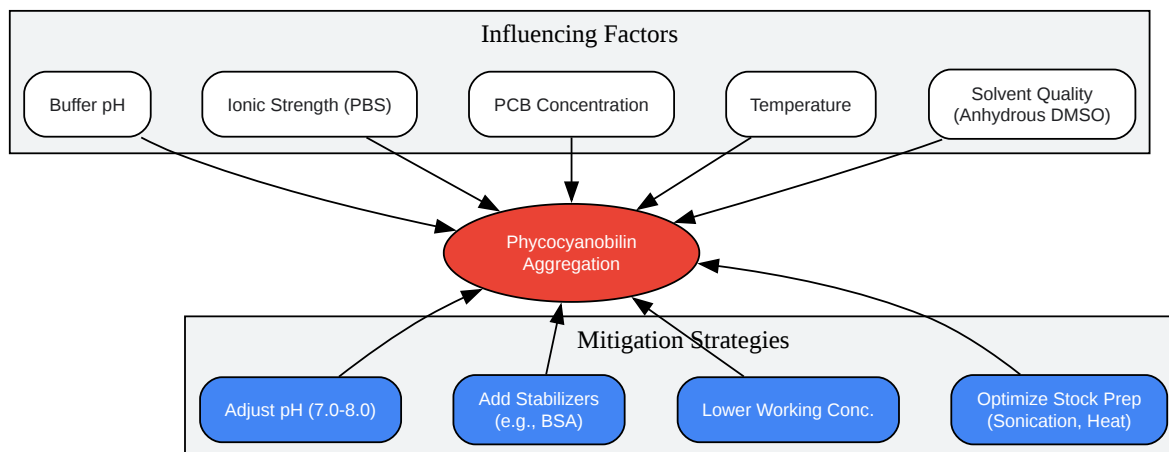 Influencing Factors
Buffer pH
Ionic Strength (PBS)
PCB Concentration
Temperature
Solvent Quality
(Anhydrous DMSO)
Phycocyanobilin
Aggregation
Mitigation Strategies
Adjust pH (7.0-8.0)
Add Stabilizers
(e.g., BSA)
Lower Working Conc.
Optimize Stock Prep
(Sonication, Heat)